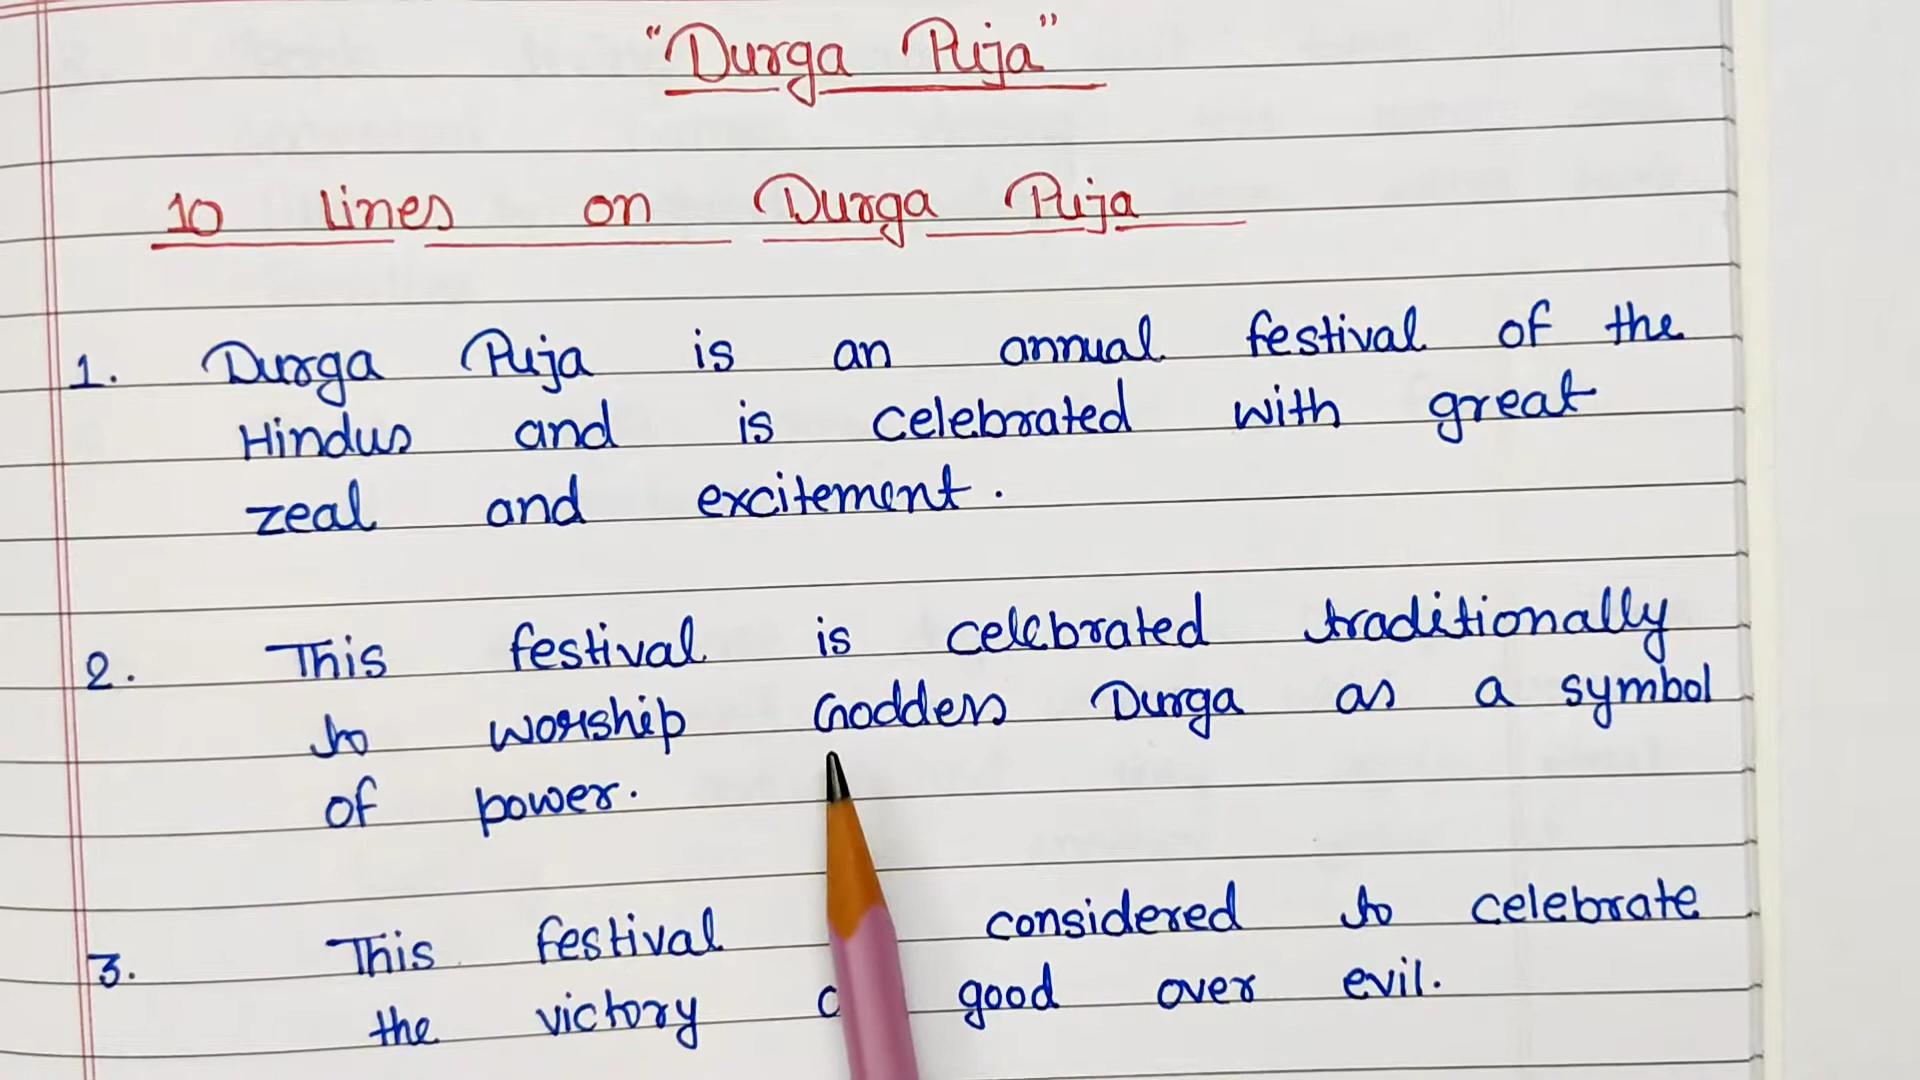 "Durga Puja"
10 lines on Durga Puja
1. Durga Puja is an annual festival of the
Hindus and is celebrated with great
zeal and excitement.
2. This festival is celebrated traditionally
to worship Goddess Durga as a symbol
of power.
3. This festival considered to celebrate
the victory good over evil.